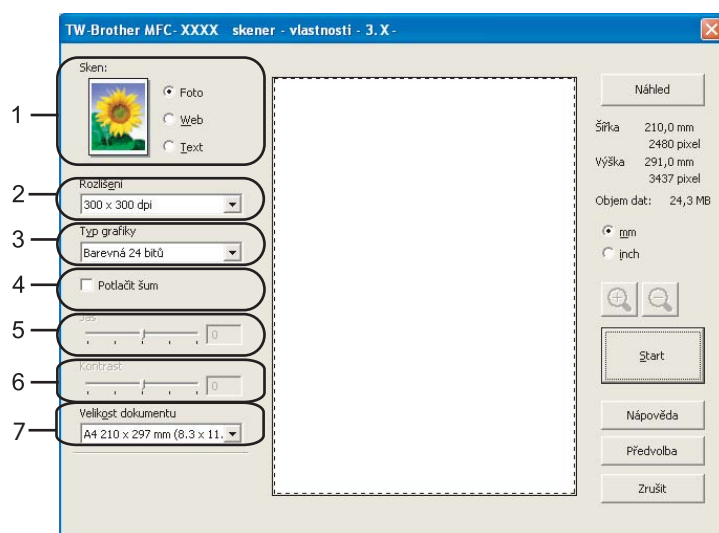 TW-Brother MFC- XXXX skener - vlastnosti - 3. X -
Sken:
1
Foto
Web
Text
2
Rozlišení
300 x 300 dpi
3
Typ grafiky
Barevná 24 bitů
4
Potlačit šum
5
Jas
0
6
Kontrast
0
7
Velikost dokumentu
A4 210 x 297 mm (8.3 x 11.
Náhled
Šířka 210,0 mm
2480 pixel
Výška 291,0 mm
3437 pixel
Objem dat: 24,3 MB
mm
inch
Start
Nápověda
Předvolba
Zrušit